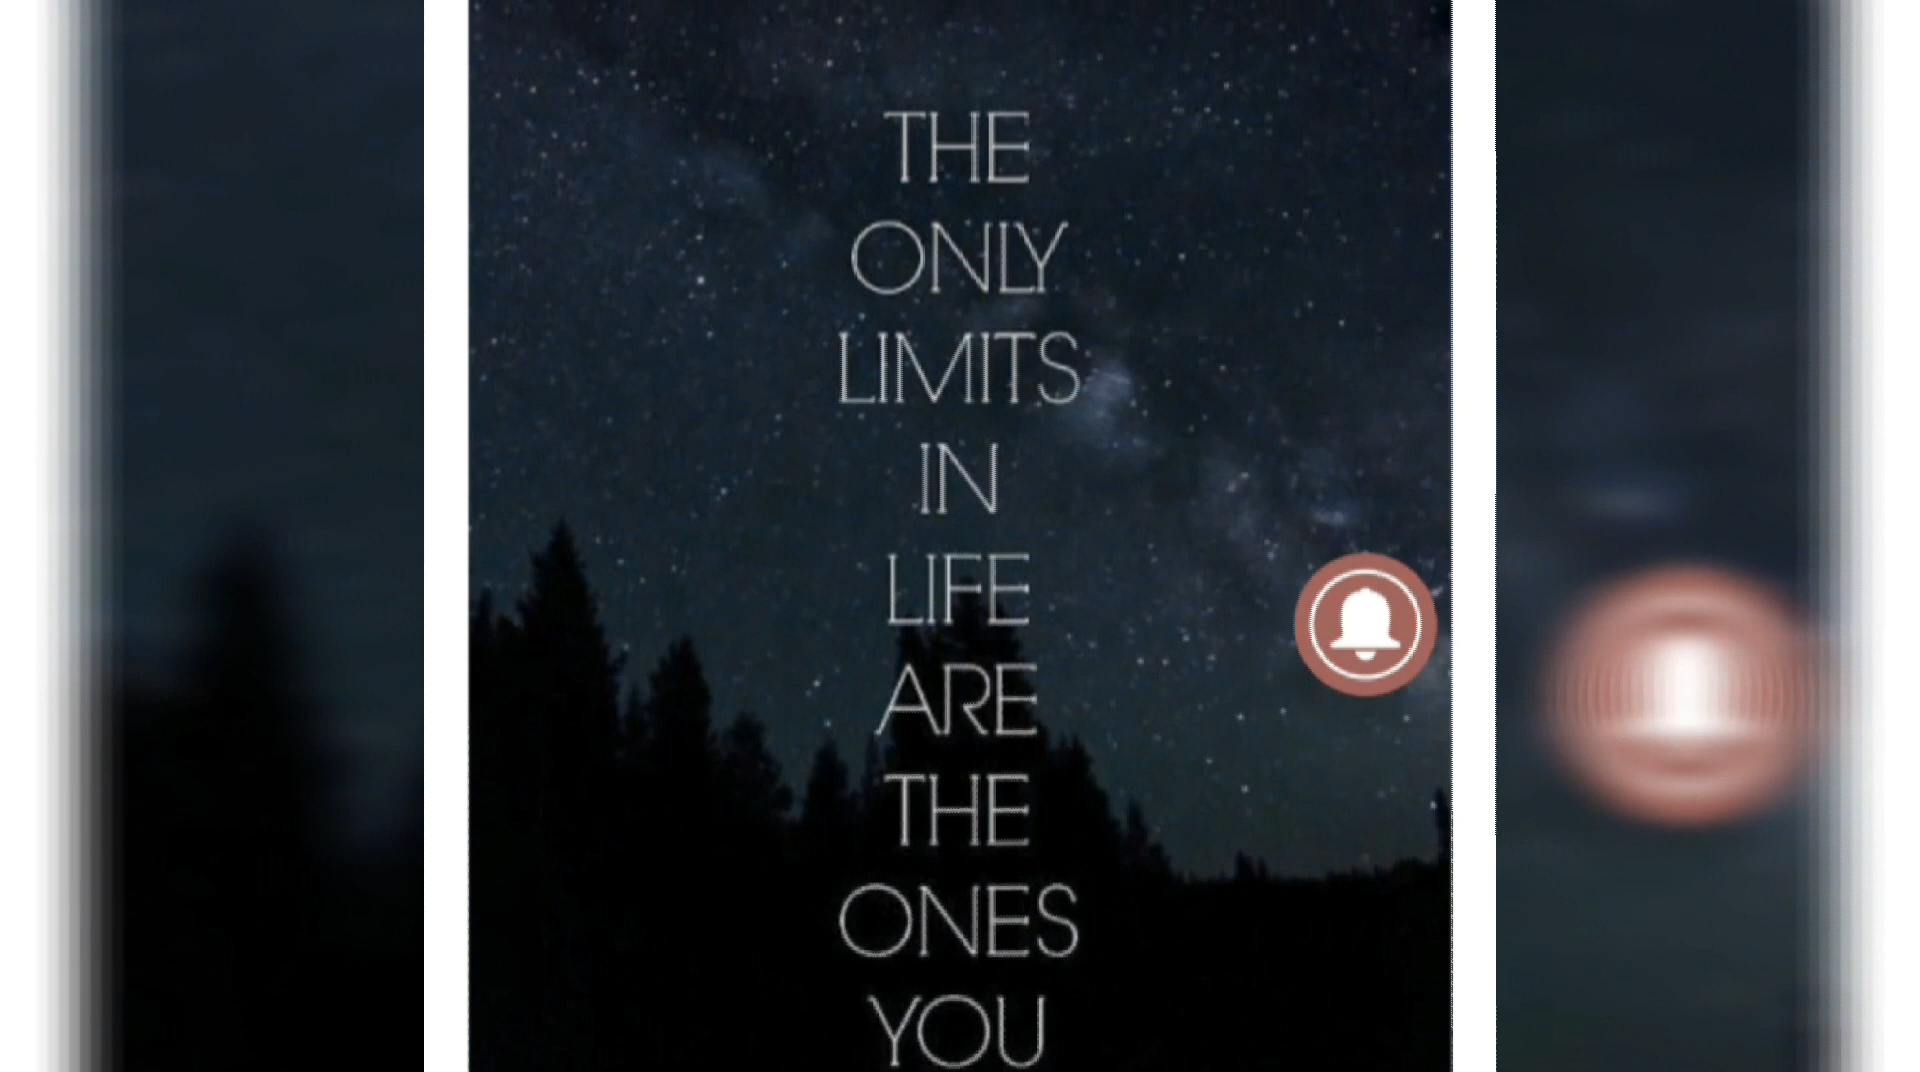 THE
ONLY
LIMITS
IN
LIFE
ARE
THE
ONES
YOU